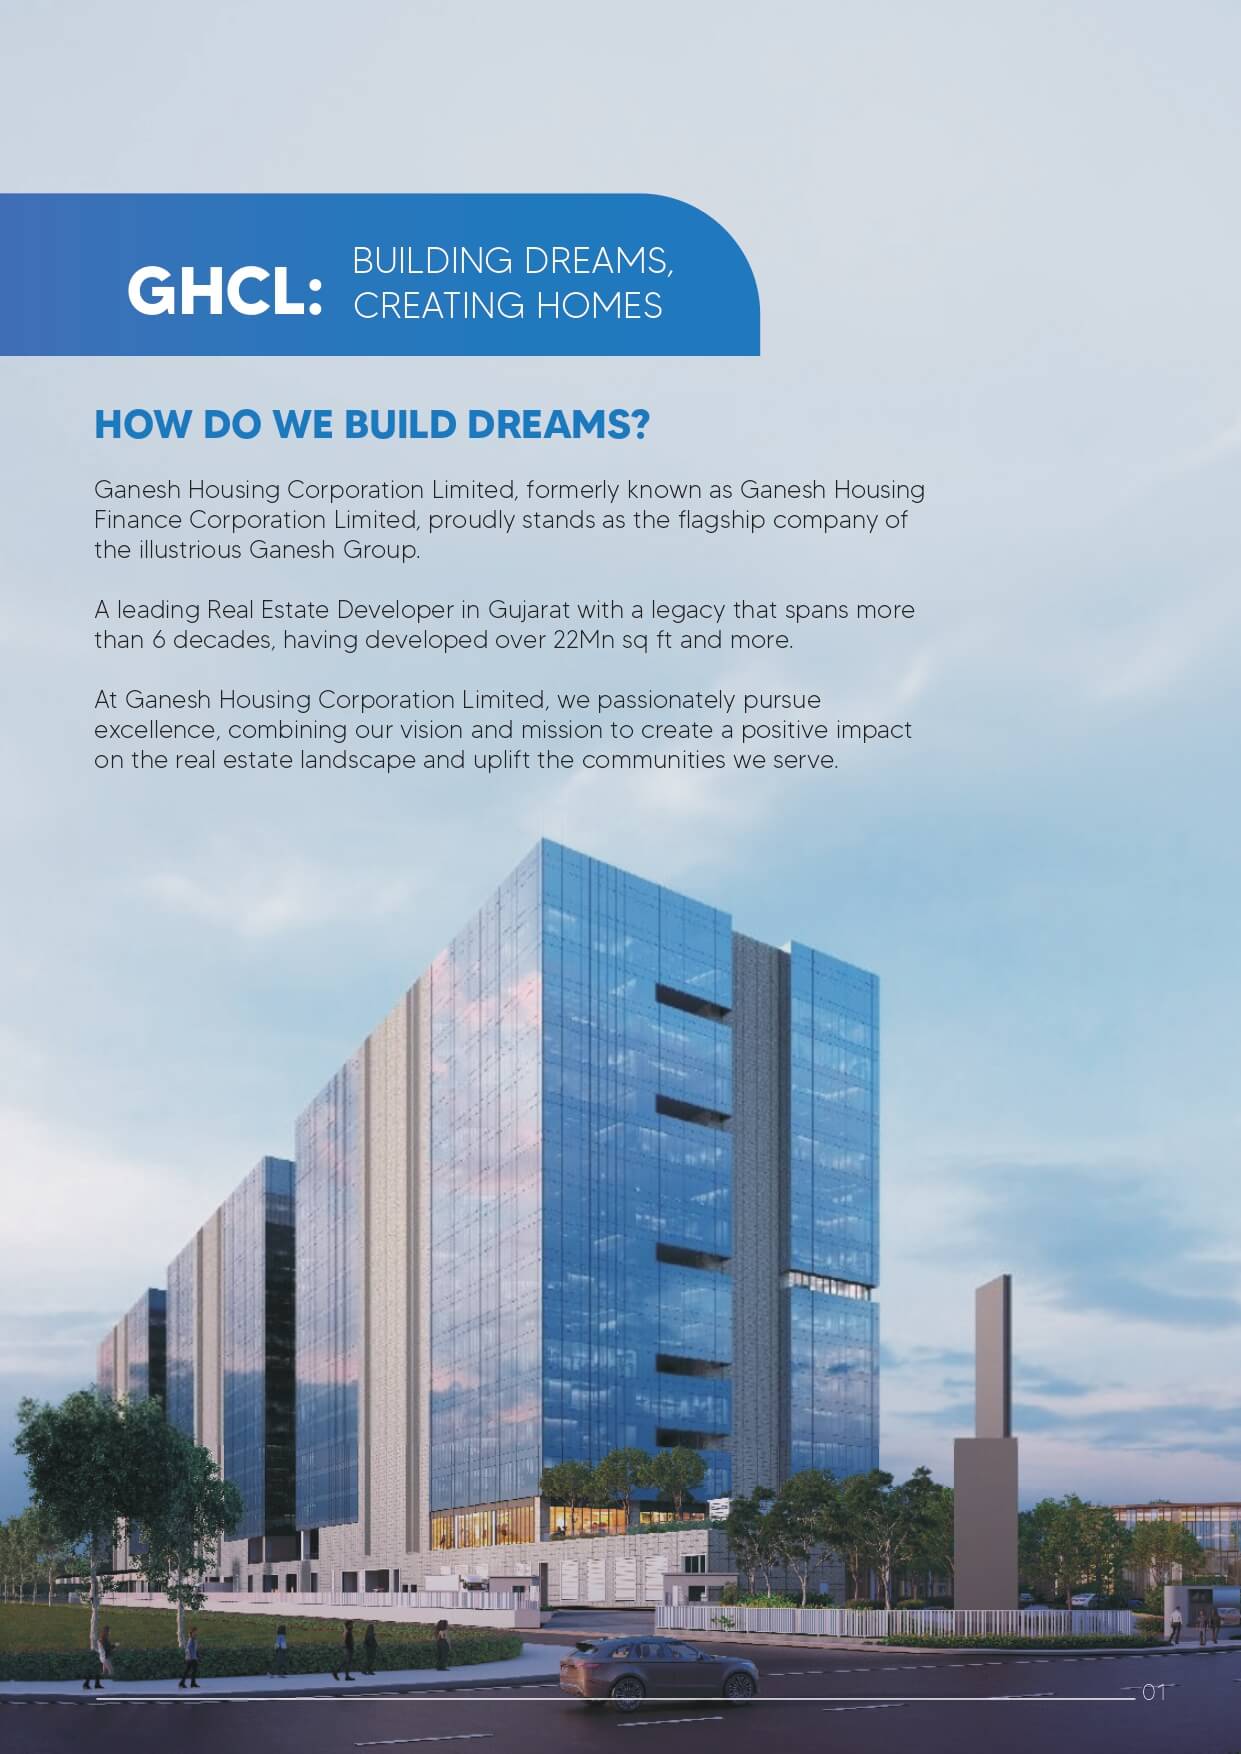 GHCL: BUILDING DREAMS,
CREATING HOMES
HOW DO WE BUILD DREAMS?
Ganesh Housing Corporation Limited, formerly known as Ganesh Housing
Finance Corporation Limited, proudly stands as the flagship company of
the illustrious Ganesh Group.
A leading Real Estate Developer in Gujarat with a legacy that spans more
than 6 decades, having developed over 22Mn sq ft and more.
At Ganesh Housing Corporation Limited, we passionately pursue
excellence, combining our vision and mission to create a positive impact
on the real estate landscape and uplift the communities we serve.
01